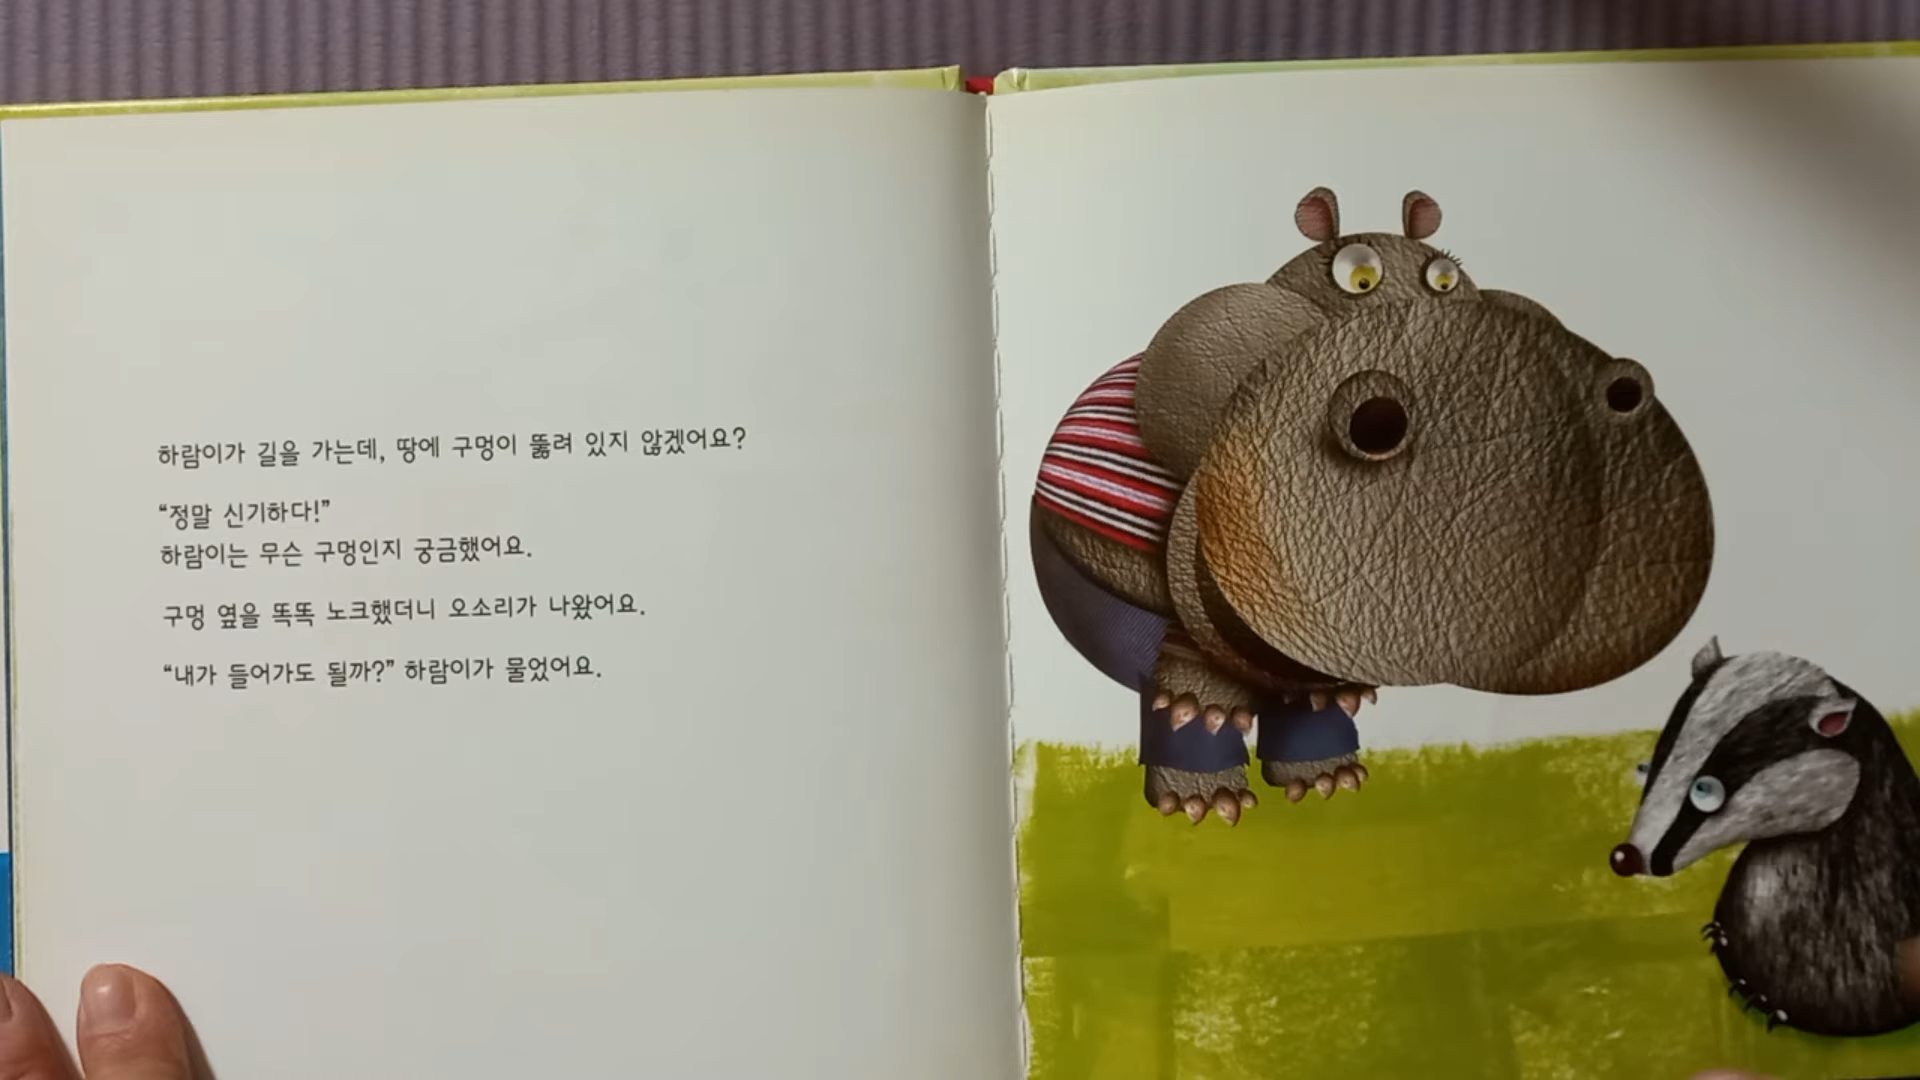 하람이가 길을 가는데, 땅에 구멍이 뚫려 있지 않겠어요?
“정말 신기하다!”
하람이는 무슨 구멍인지 궁금했어요.
구멍 옆을 똑똑 노크했더니 오소리가 나왔어요.
“내가 들어가도 될까?” 하람이가 물었어요.